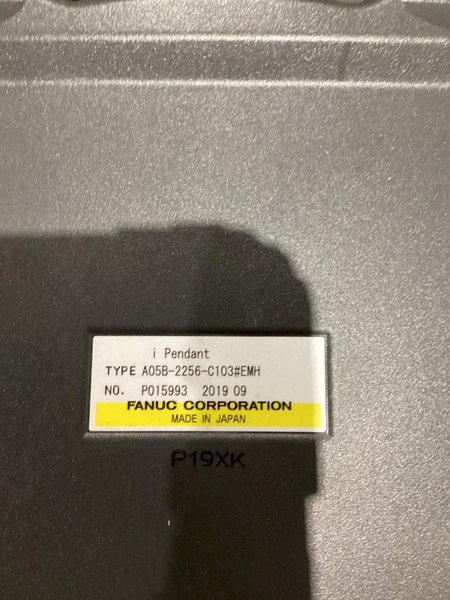 i Pendant
TYPE A05B-2256-C103#EMH
NO. P015993 2019 09
FANUC CORPORATION
MADE IN JAPAN
P19XK